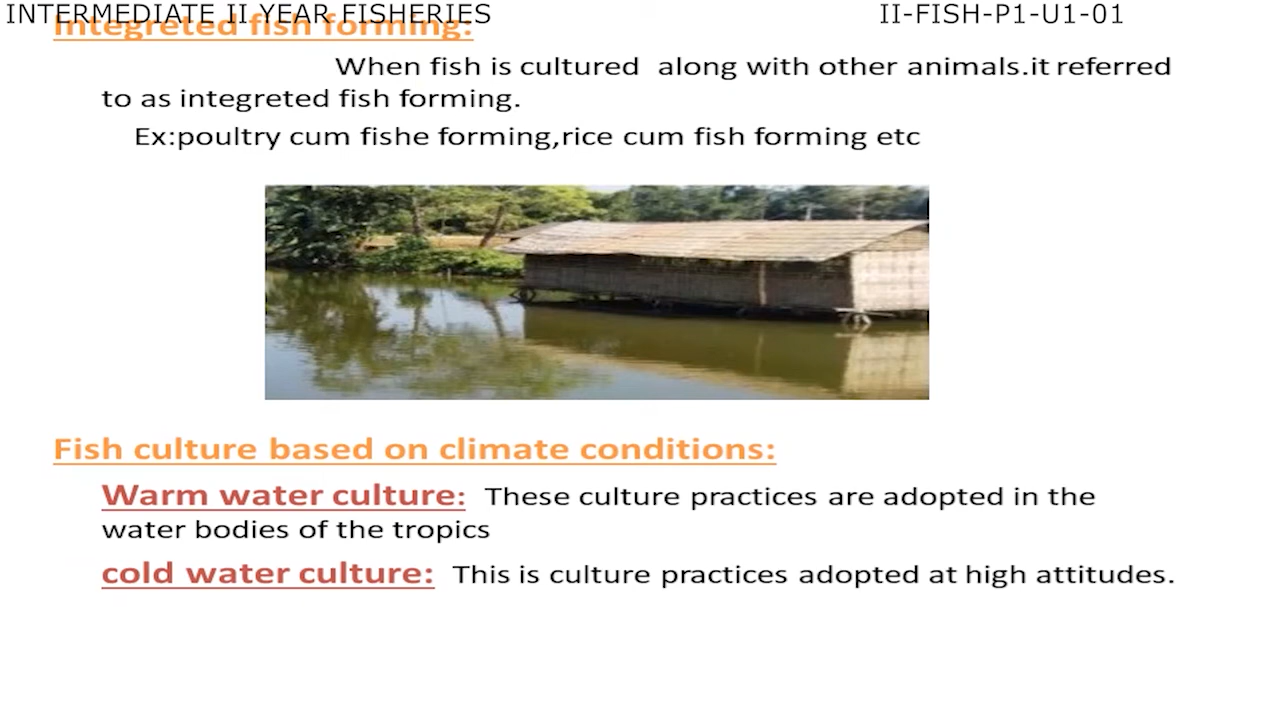 INTERMEDIATE II YEAR FISHERIES II-FISH-P1-U1-01
Integreted fish forming:
When fish is cultured along with other animals.it referred
to as integreted fish forming.
Ex:poultry cum fishe forming,rice cum fish forming etc
Fish culture based on climate conditions:
Warm water culture: These culture practices are adopted in the
water bodies of the tropics
cold water culture: This is culture practices adopted at high attitudes.